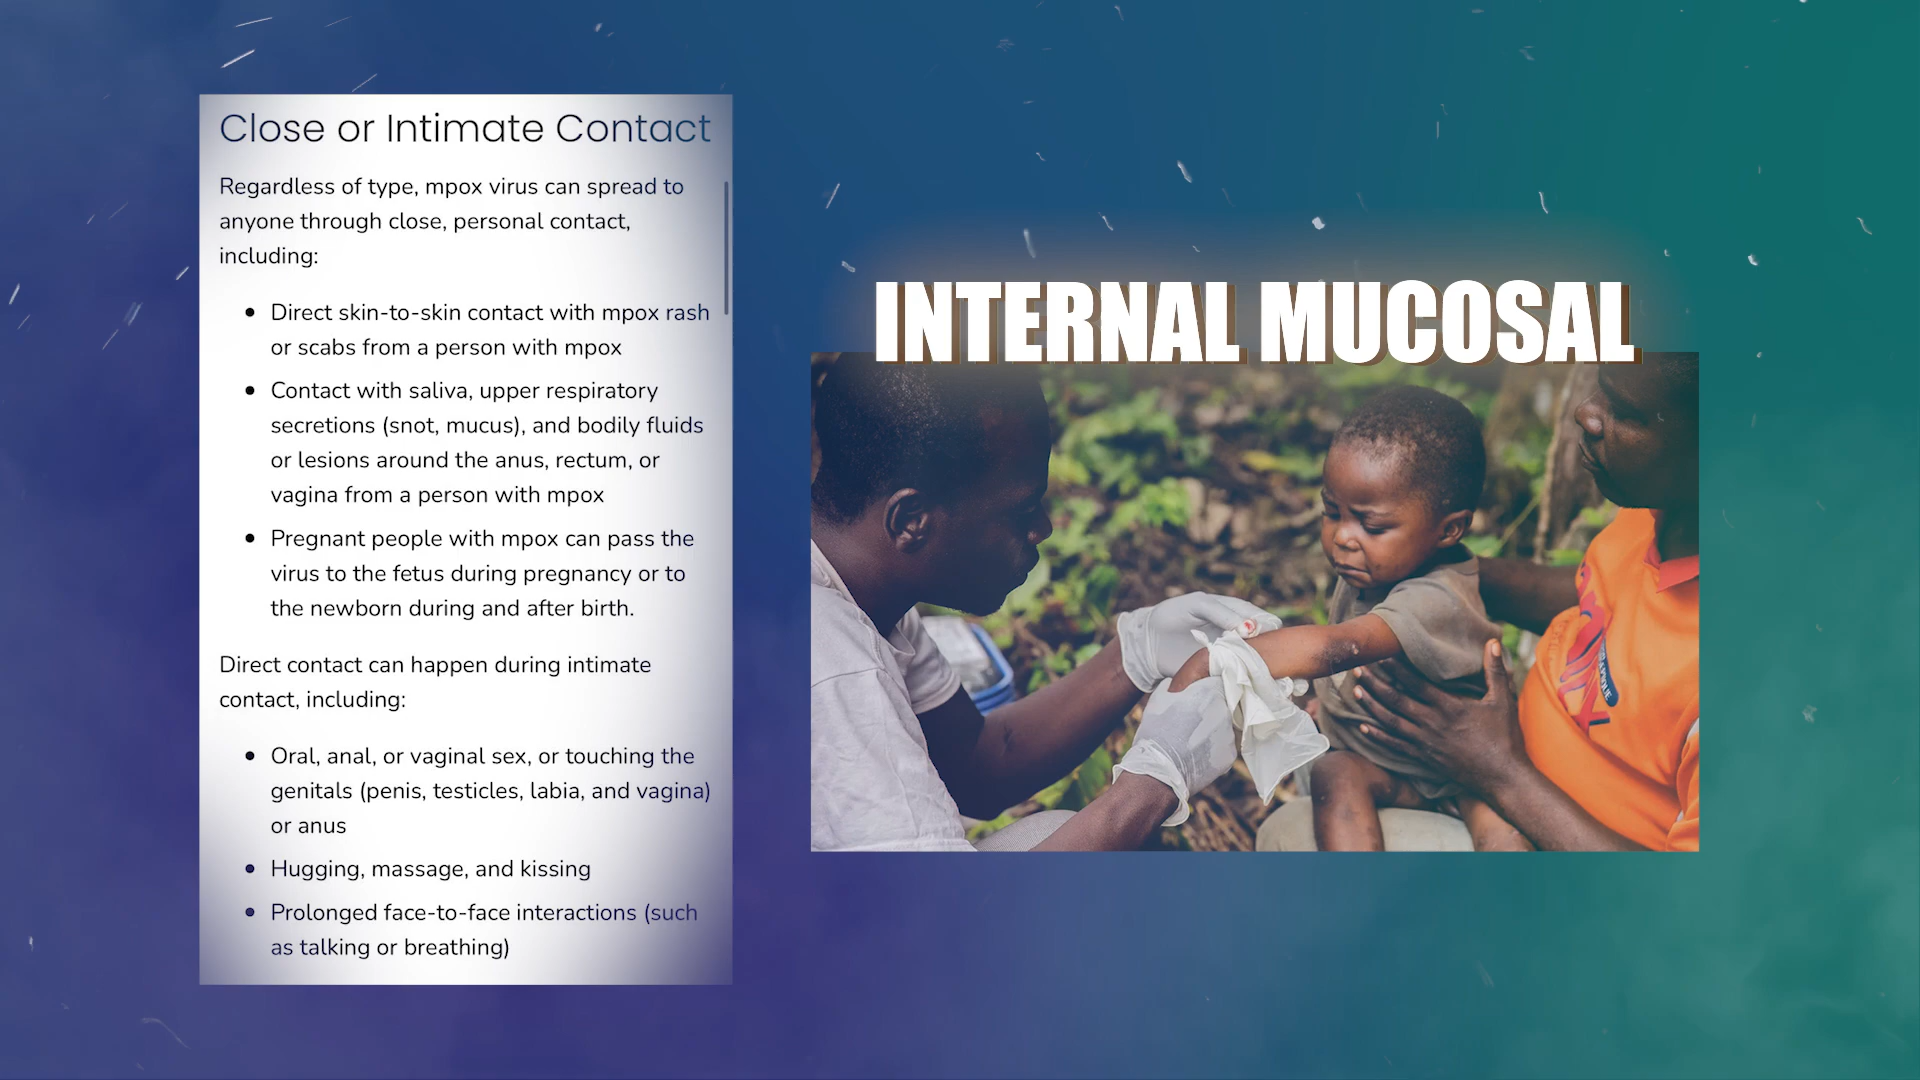 Close or Intimate Contact
Regardless of type, mpox virus can spread to
anyone through close, personal contact,
including:
• Direct skin-to-skin contact with mpox rash
or scabs from a person with mpox
• Contact with saliva, upper respiratory
secretions (snot, mucus), and bodily fluids
or lesions around the anus, rectum, or
vagina from a person with mpox
• Pregnant people with mpox can pass the
virus to the fetus during pregnancy or to
the newborn during and after birth.
Direct contact can happen during intimate
contact, including:
• Oral, anal, or vaginal sex, or touching the
genitals (penis, testicles, labia, and vagina)
or anus
• Hugging, massage, and kissing
• Prolonged face-to-face interactions (such
as talking or breathing)
INTERNAL MUCOSAL